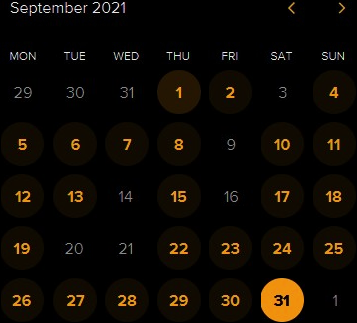 September 2021
MON TUE WED THU FRI SAT SUN
29 30 31 1 2 3 4
5 6 7 8 9 10 11
12 13 14 15 16 17 18
19 20 21 22 23 24 25
26 27 28 29 30 31 1